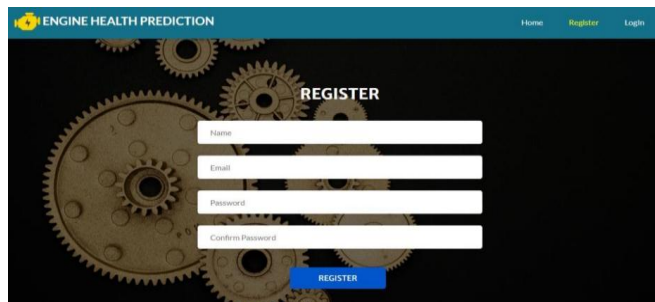 ENGINE HEALTH PREDICTION
Home Register Login
REGISTER
Name
Email
Password
Confirm Password
REGISTER